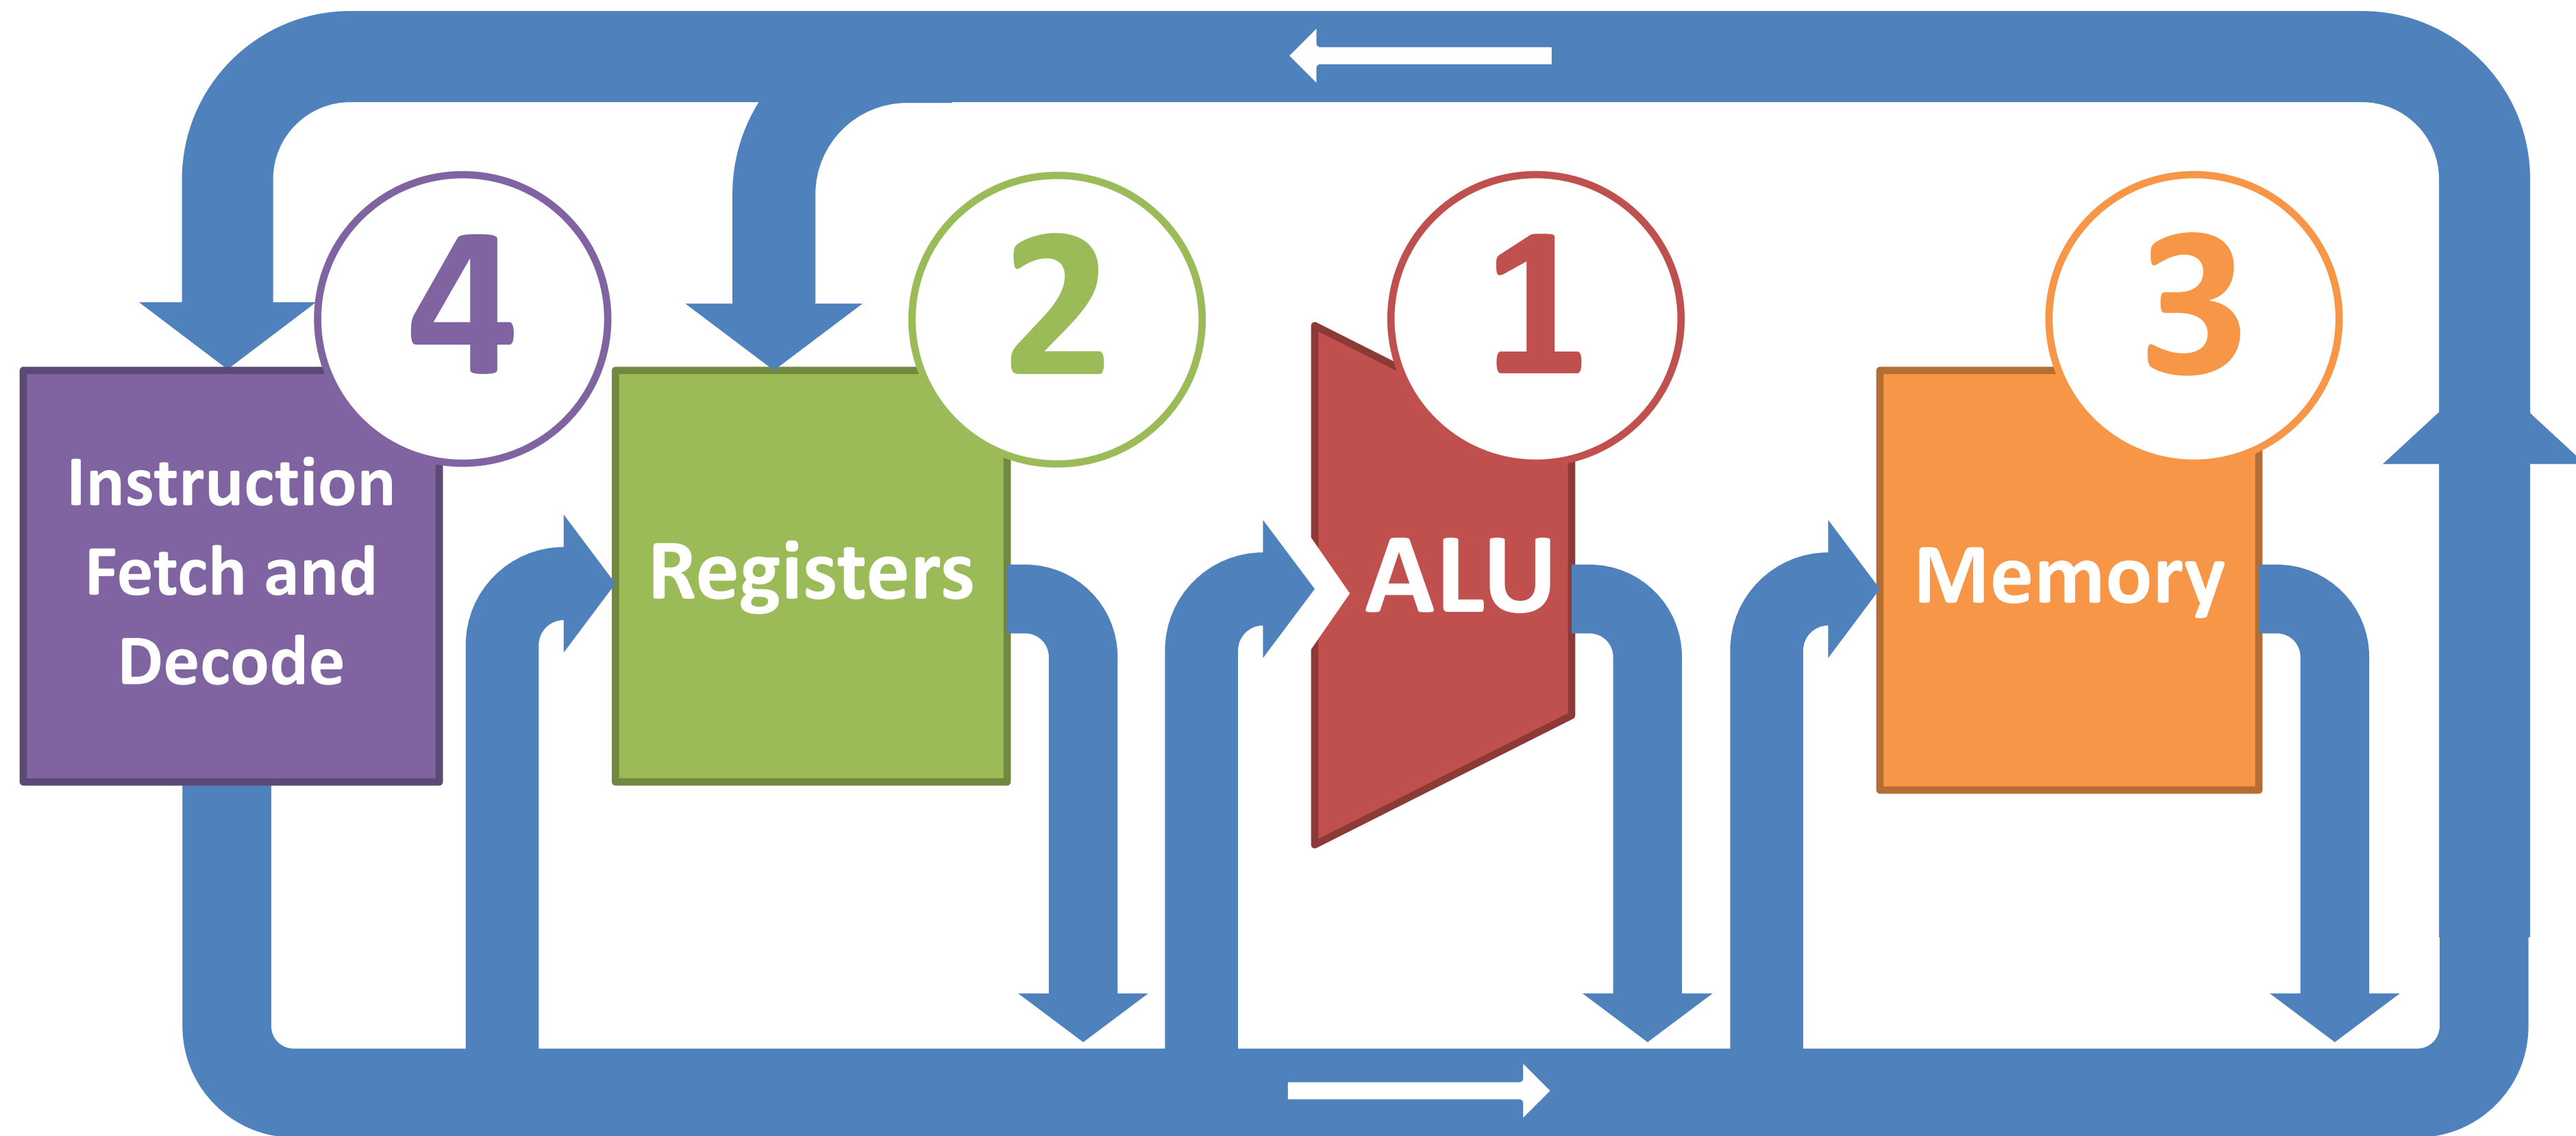 4
2
1
3
Instruction
Fetch and
Decode
Registers
ALU
Memory